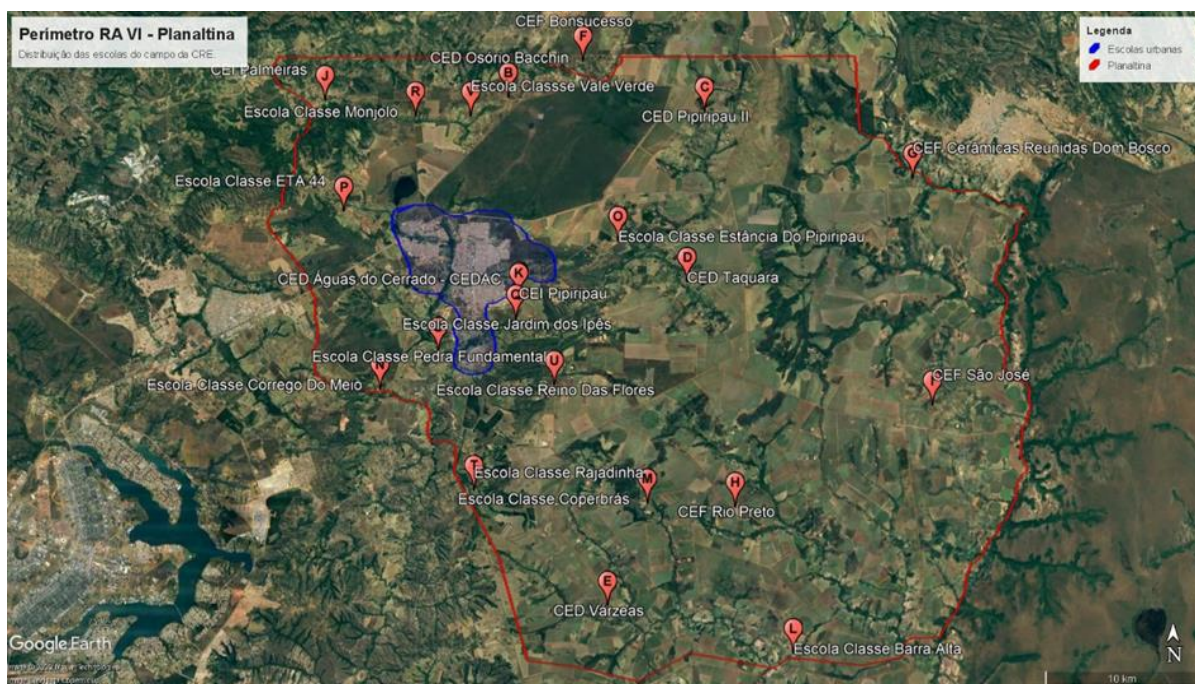 Perímetro RA VI - Planaltina
Distribuição das escolas do campo da CRE.
Legenda
Escolas urbanas
Planaltina
CEF Bonsucesso
F
CED Osório Bacchin
CEI Palmeiras
J
B
R
Escola Classse Vale Verde
C
Escola Classe Monjolo
CED Pipiripau II
G
CEF Cerâmicas Reunidas Dom Bosco
Escola Classe ETA 44
P
O
Escola Classe Estância Do Pipiripau
D
CED Taquara
K
CED Águas do Cerrado - CEDAC
CEI Pipiripau
Escola Classe Jardim dos Ipês
Escola Classe Pedra Fundamental
U
N
Escola Classe Córrego Do Meio
Escola Classe Reino Das Flores
CEF São José
I
T
Escola Classe Rajadinha
M
H
Escola Classe Coperbrás
CEF Rio Preto
E
CED Várzeas
L
Escola Classe Barra Alta
Google Earth
N
10 km